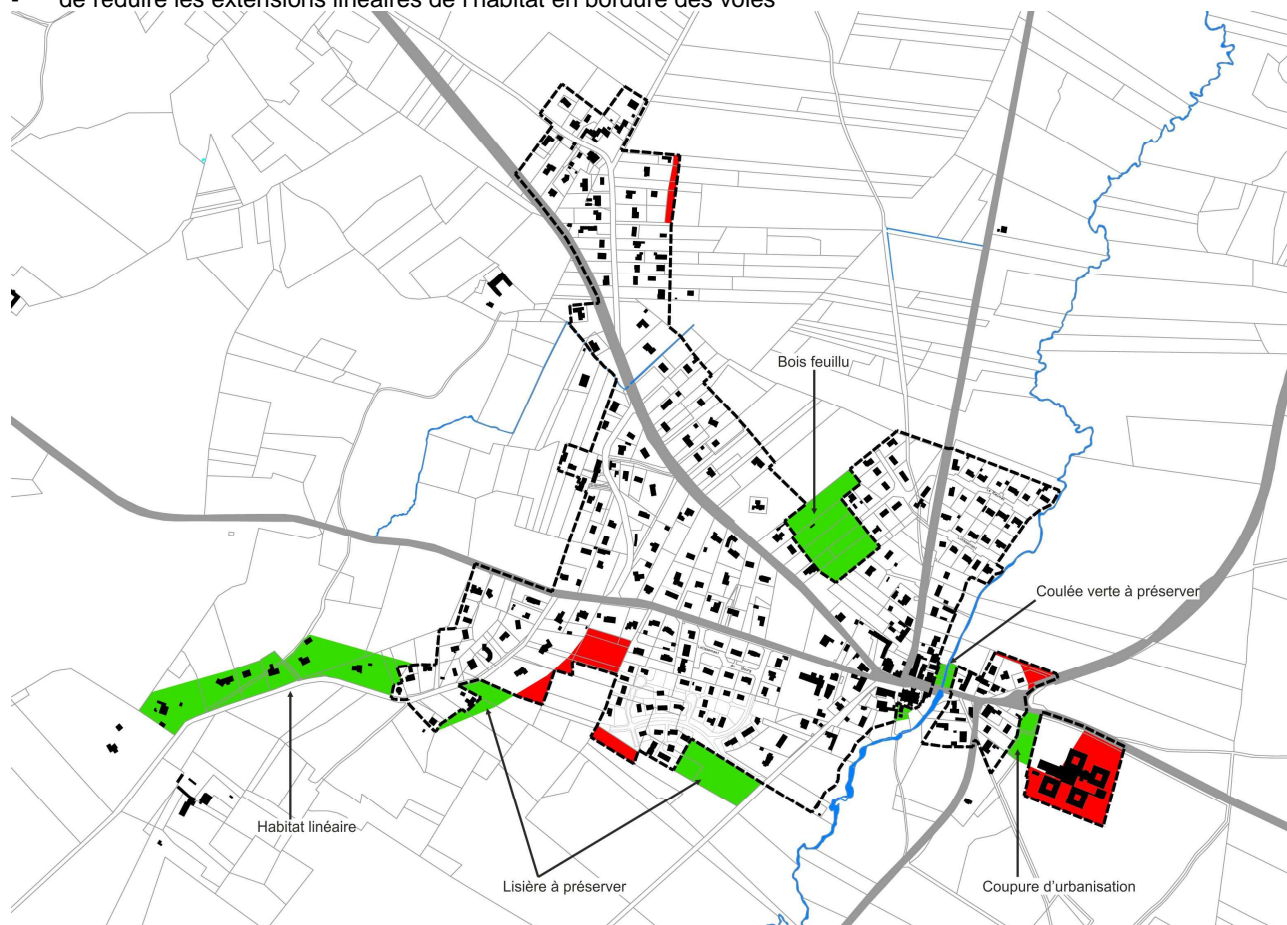 - de réduire les extensions linéaires de l'habitat en bordure des voies
Bois feuillu
Coulée verte à préserver
Habitat linéaire
Lisière à préserver
Coupure d'urbanisation